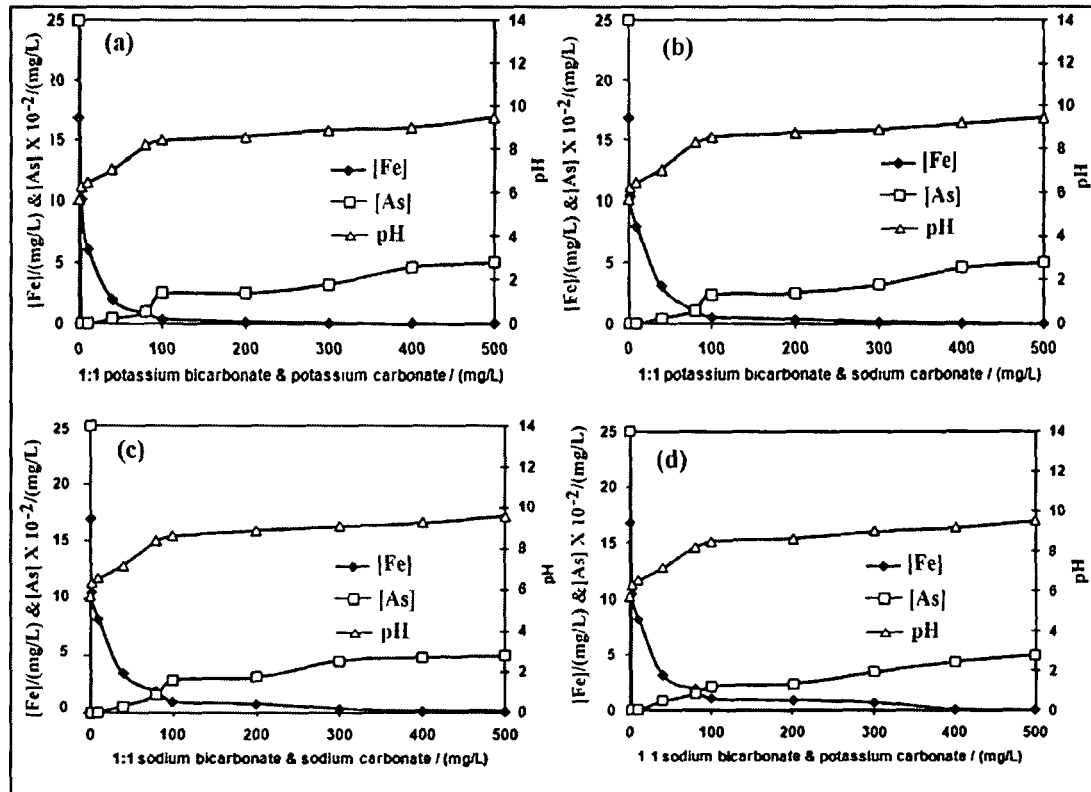 (a)
[Fe]/(mg/L) & [As] X 10⁻²/(mg/L)
25
20
15
10
5
0
14
12
10
8
6
4
2
0
pH
[Fe]
[As]
pH
0 100 200 300 400 500
1:1 potassium bicarbonate & potassium carbonate / (mg/L)
(b)
[Fe]/(mg/L) & [As] X 10⁻²/(mg/L)
25
20
15
10
5
0
14
12
10
8
6
4
2
0
pH
[Fe]
[As]
pH
0 100 200 300 400 500
1:1 potassium bicarbonate & sodium carbonate / (mg/L)
(c)
[Fe]/(mg/L) & [As] X 10⁻²/(mg/L)
25
20
15
10
5
0
14
12
10
8
6
4
2
0
pH
{Fe}
[As]
pH
0 100 200 300 400 500
1:1 sodium bicarbonate & sodium carbonate / (mg/L)
(d)
[Fe]/(mg/L) & [As] X 10⁻²/(mg/L)
25
20
15
10
5
0
14
12
10
8
6
4
2
0
pH
{Fe}
[As]
pH
0 100 200 300 400 500
1 1 sodium bicarbonate & potassium carbonate / (mg/L)